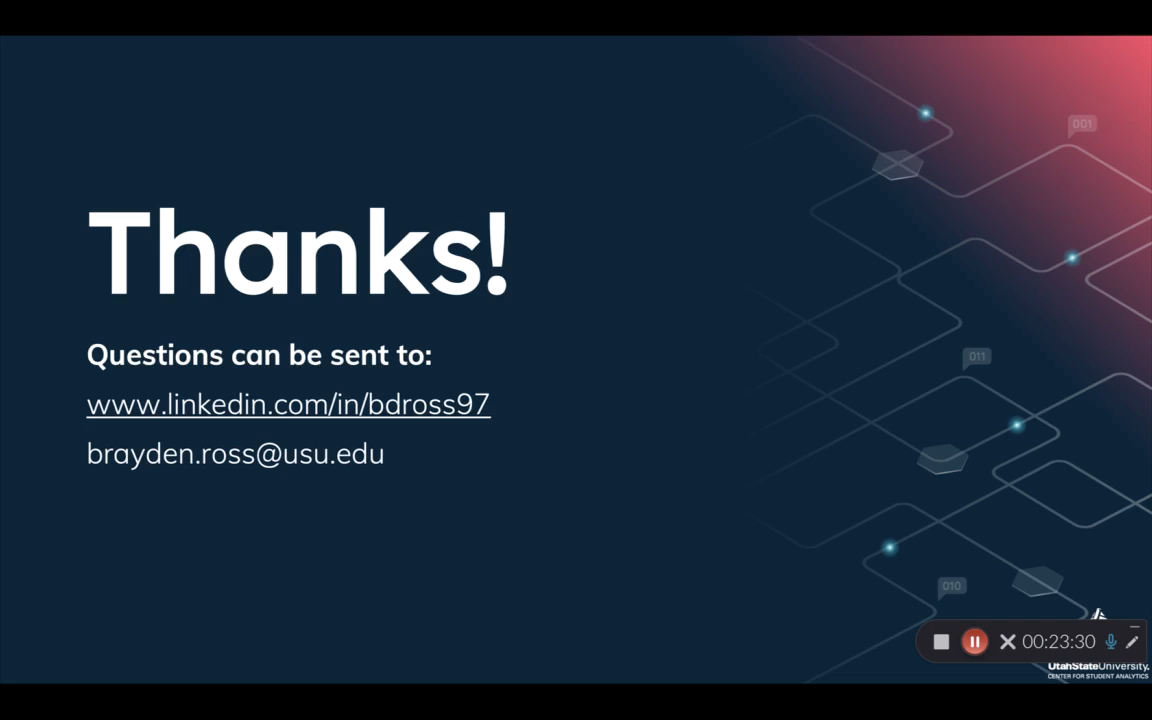 001
Thanks!
Questions can be sent to:
www.linkedin.com/in/bdross97
011
brayden.ross@usu.edu
010
00:23:30
UtahStateUniversity.
CENTER FOR STUDENT ANALYTICS